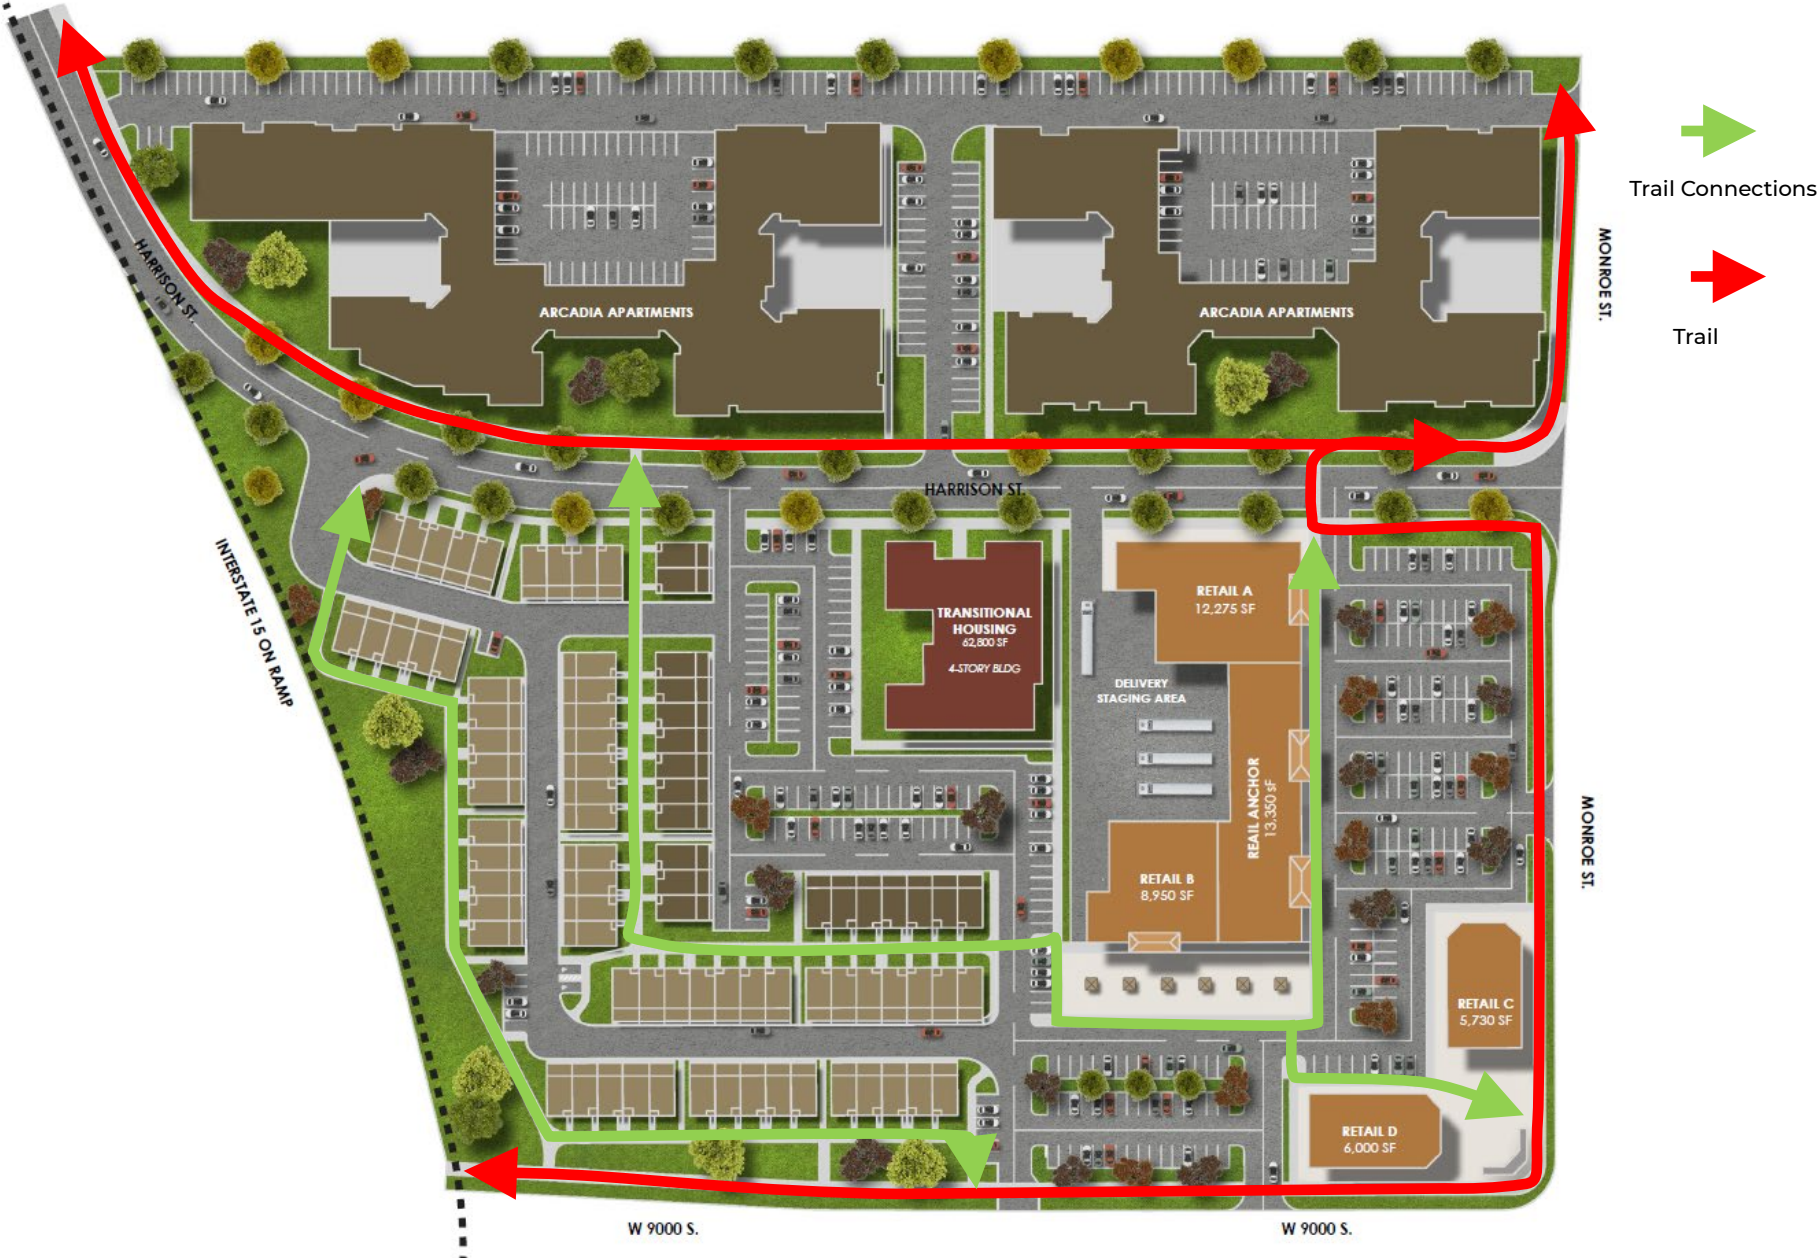 Trail Connections
MONROE ST.
Trail
HARRISON ST.
ARCADIA APARTMENTS
ARCADIA APARTMENTS
HARRISON ST.
INTERSTATE 15 ON RAMP
TRANSITIONAL
HOUSING
62,800 SF
4-STORY BLDG
RETAIL A
12,275 SF
DELIVERY
STAGING AREA
REAIL ANCHOR
13,350 SF
RETAIL B
8,950 SF
MONROE ST.
RETAIL C
5,730 SF
RETAIL D
6,000 SF
W 9000 S.
W 9000 S.